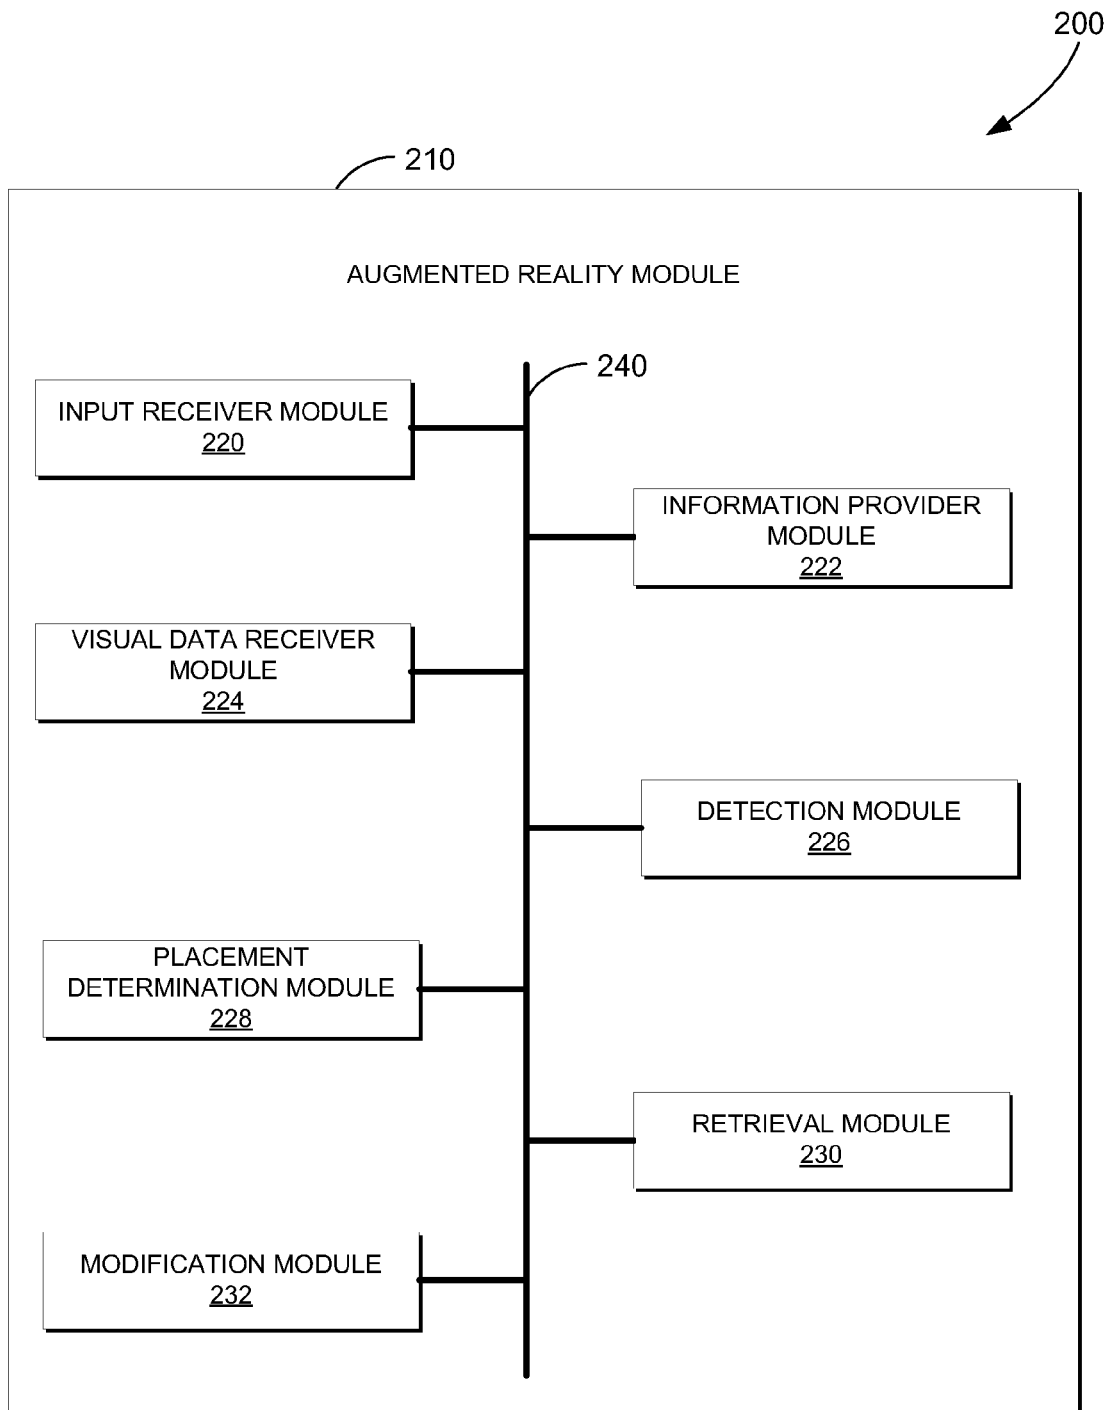 200
210
AUGMENTED REALITY MODULE
240
INPUT RECEIVER MODULE
220
INFORMATION PROVIDER
MODULE
222
VISUAL DATA RECEIVER
MODULE
224
DETECTION MODULE
226
PLACEMENT
DETERMINATION MODULE
228
RETRIEVAL MODULE
230
MODIFICATION MODULE
232